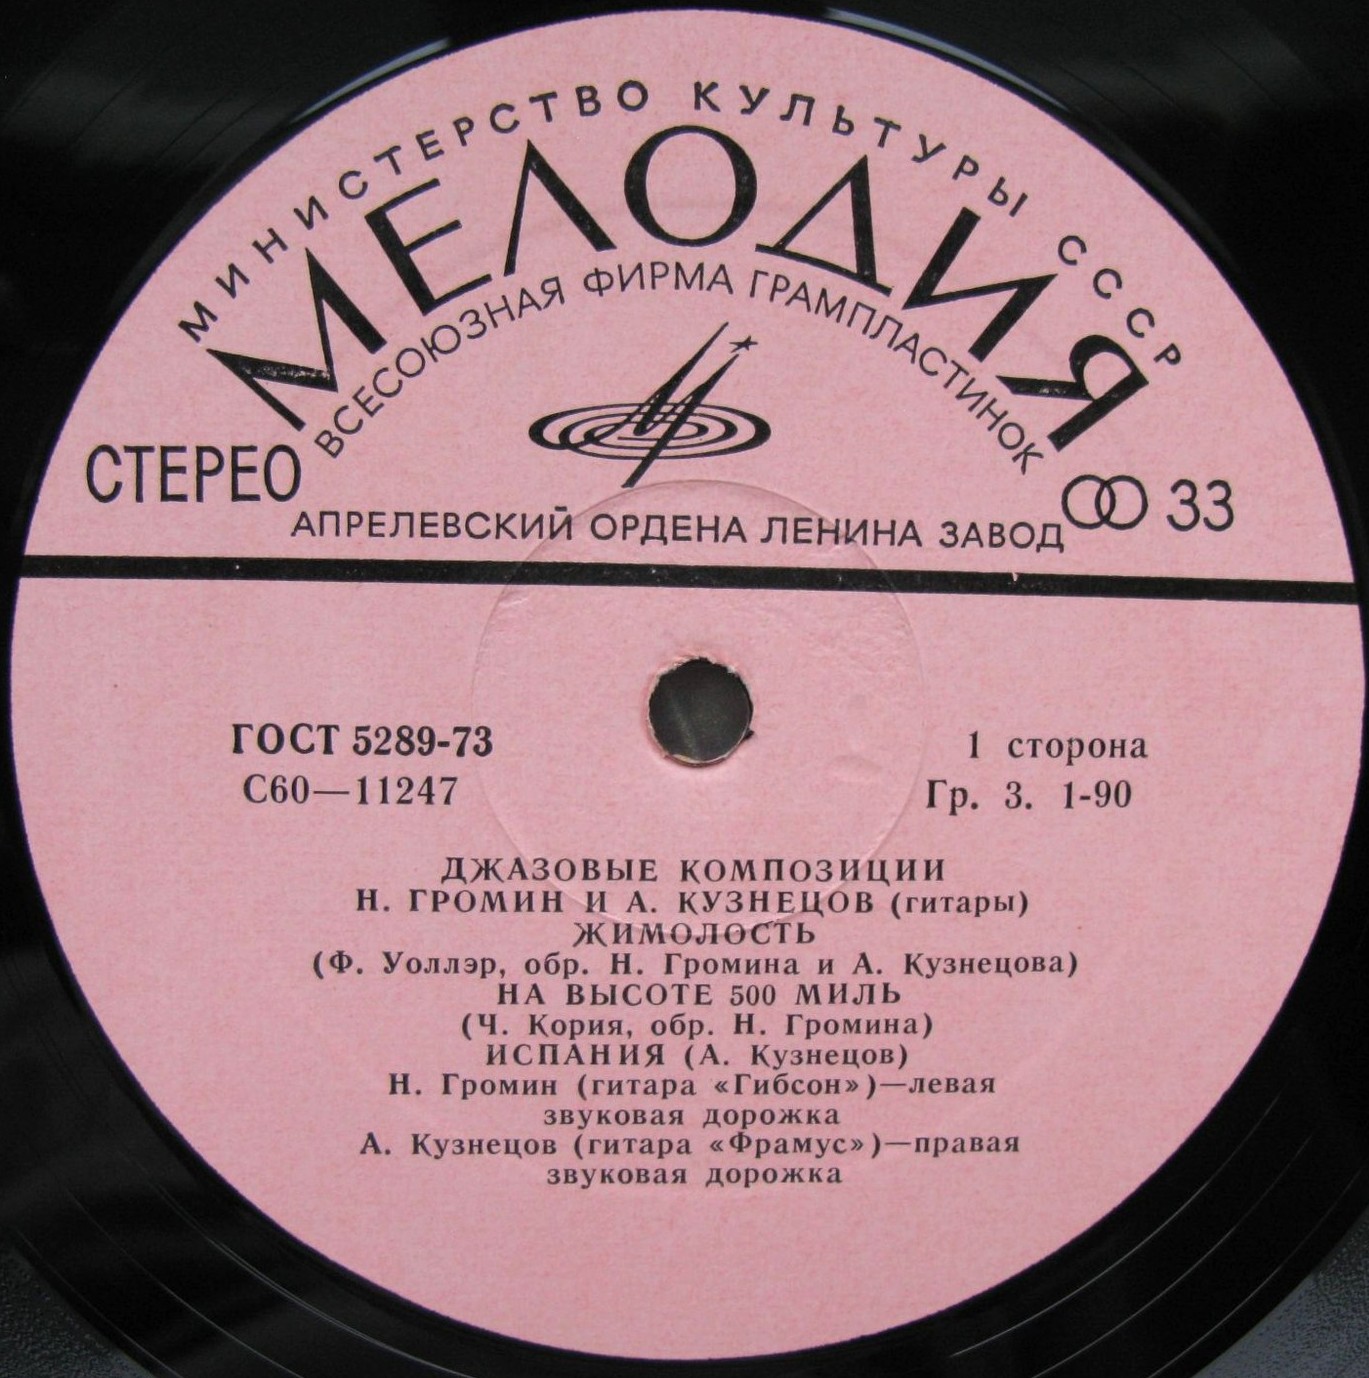 МИНИСТЕРСТВО КУЛЬТУРЫ СССР
МЕЛОДИЯ
ВСЕСОЮЗНАЯ ФИРМА ГРАМПЛАСТИНОК
СТЕРЕО
33
АПРЕЛЕВСКИЙ ОРДЕНА ЛЕНИНА ЗАВОД
ГОСТ 5289-73
1 сторона
С60—11247
Гр. 3. 1-90
ДЖАЗОВЫЕ КОМПОЗИЦИИ
Н. ГРОМИН И А. КУЗНЕЦОВ (гитары)
ЖИМОЛОСТЬ
(Ф. Уоллэр, обр. Н. Громина и А. Кузнецова)
НА ВЫСОТЕ 500 МИЛЬ
(Ч. Кория, обр. Н. Громина)
ИСПАНИЯ (А. Кузнецов)
Н. Громин (гитара «Гибсон»)—левая
звуковая дорожка
А. Кузнецов (гитара «Фрамус»)—правая
звуковая дорожка